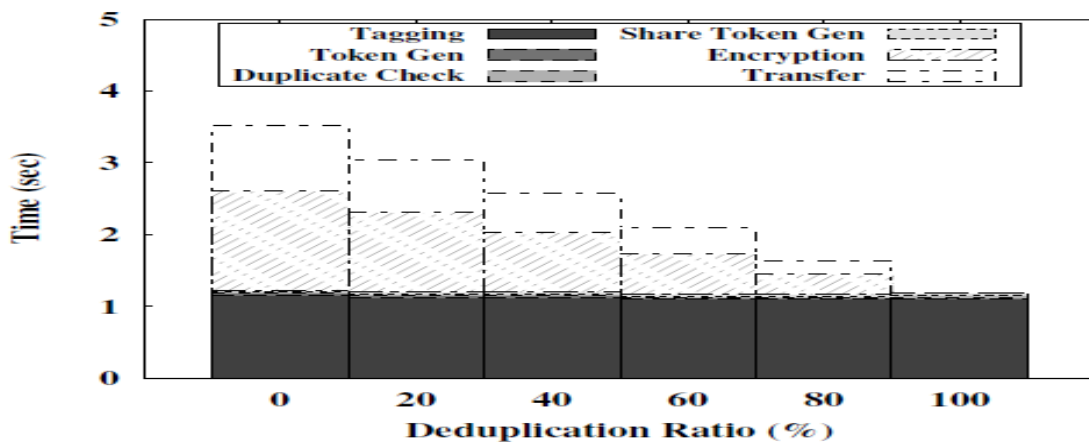 5
Tagging Share Token Gen
Token Gen Encryption
Duplicate Check Transfer
4
3
2
1
0
Time (sec)
0 20 40 60 80 100
Deduplication Ratio (%)